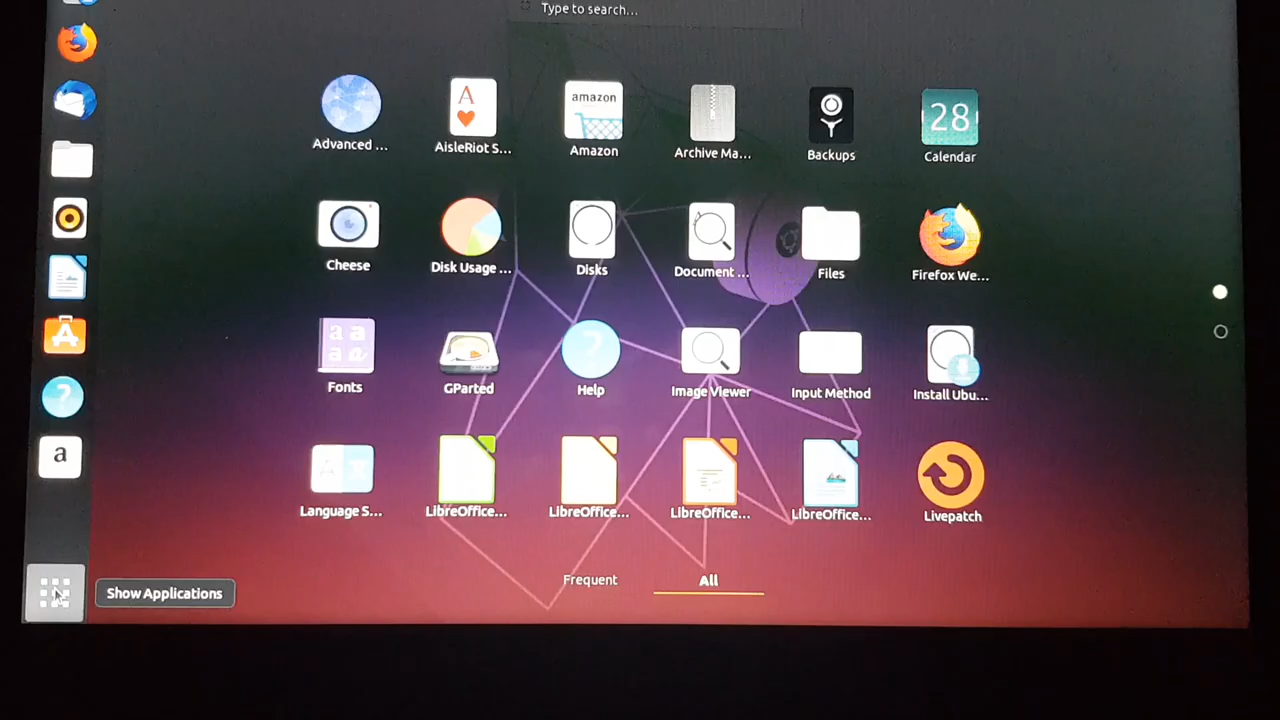 Type to search...
amazon
28
Advanced ...
AisleRiot S...
Amazon
Archive Ma...
Backups
Calendar
Cheese
Disk Usage ...
Disks
Document ...
Files
Firefox We...
a a
a a
?
A
?
Fonts
GParted
Help
Image Viewer
Input Method
Install Ubu...
a
A
Language S...
LibreOffice...
LibreOffice...
LibreOffice...
LibreOffice...
Livepatch
Frequent
All
Show Applications